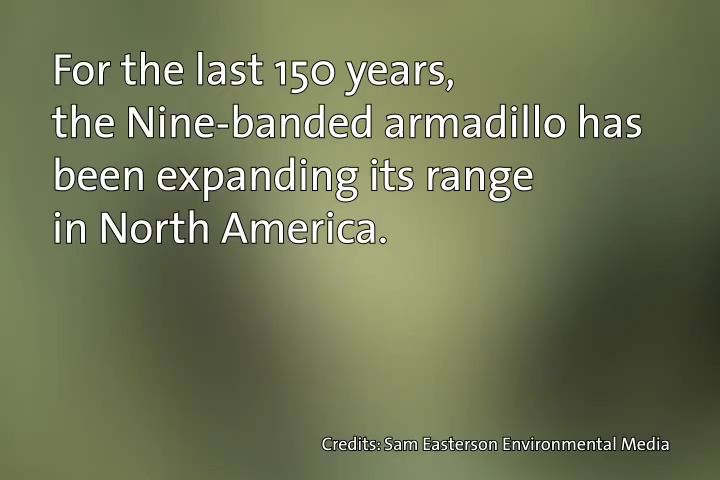 For the last 150 years,
the Nine-banded armadillo has
been expanding its range
in North America.
Credits: Sam Easterson Environmental Media